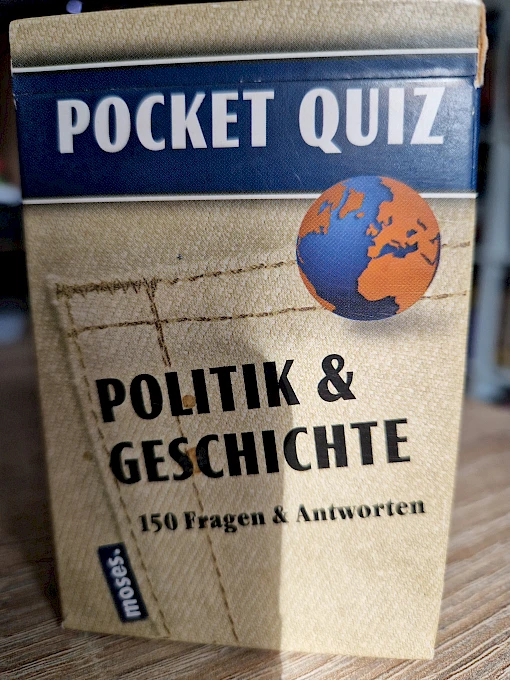 POCKET QUIZ
POLITIK &
GESCHICHTE
150 Fragen & Antworten
moses.